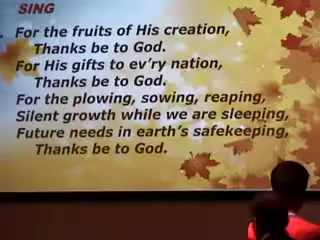 SING
For the fruits of His creation,
Thanks be to God.
For His gifts to ev'ry nation,
Thanks be to God.
For the plowing, sowing, reaping,
Silent growth while we are sleeping,
Future needs in earth's safekeeping,
Thanks be to God.